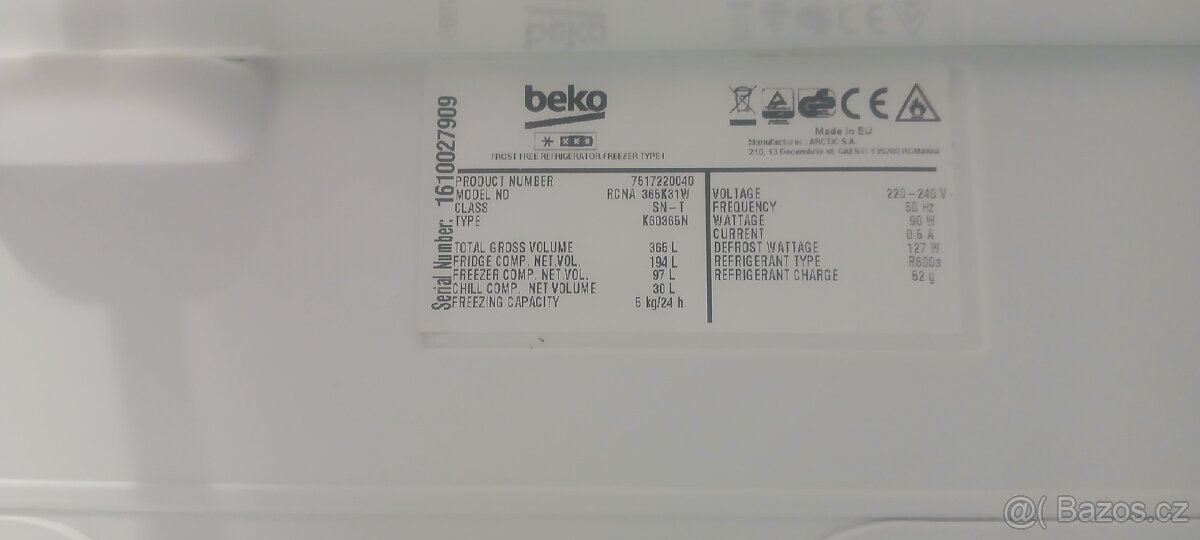 beko
FROST FREE REFRIGERATOR-FREEZER TYPE I
Made in EU
Manufacturer : ARCTIC S.A.
210, 13 Decembrie st. GAESTI 135200 ROMANIA
Serial Number: 1610027909
PRODUCT NUMBER 7517220040
MODEL NO RCNA 365K31W
CLASS SN-T
TYPE K60365N
TOTAL GROSS VOLUME 365 L
FRIDGE COMP. NET.VOL. 194 L
FREEZER COMP. NET.VOL. 97 L
CHILL COMP. NET VOLUME 30 L
FREEZING CAPACITY 5 kg/24 h
VOLTAGE 220-240 V ~
FREQUENCY 50 Hz
WATTAGE 90 W
CURRENT 0.6 A
DEFROST WATTAGE 127 W
REFRIGERANT TYPE R600a
REFRIGERANT CHARGE 52 g
@( Bazos.cz